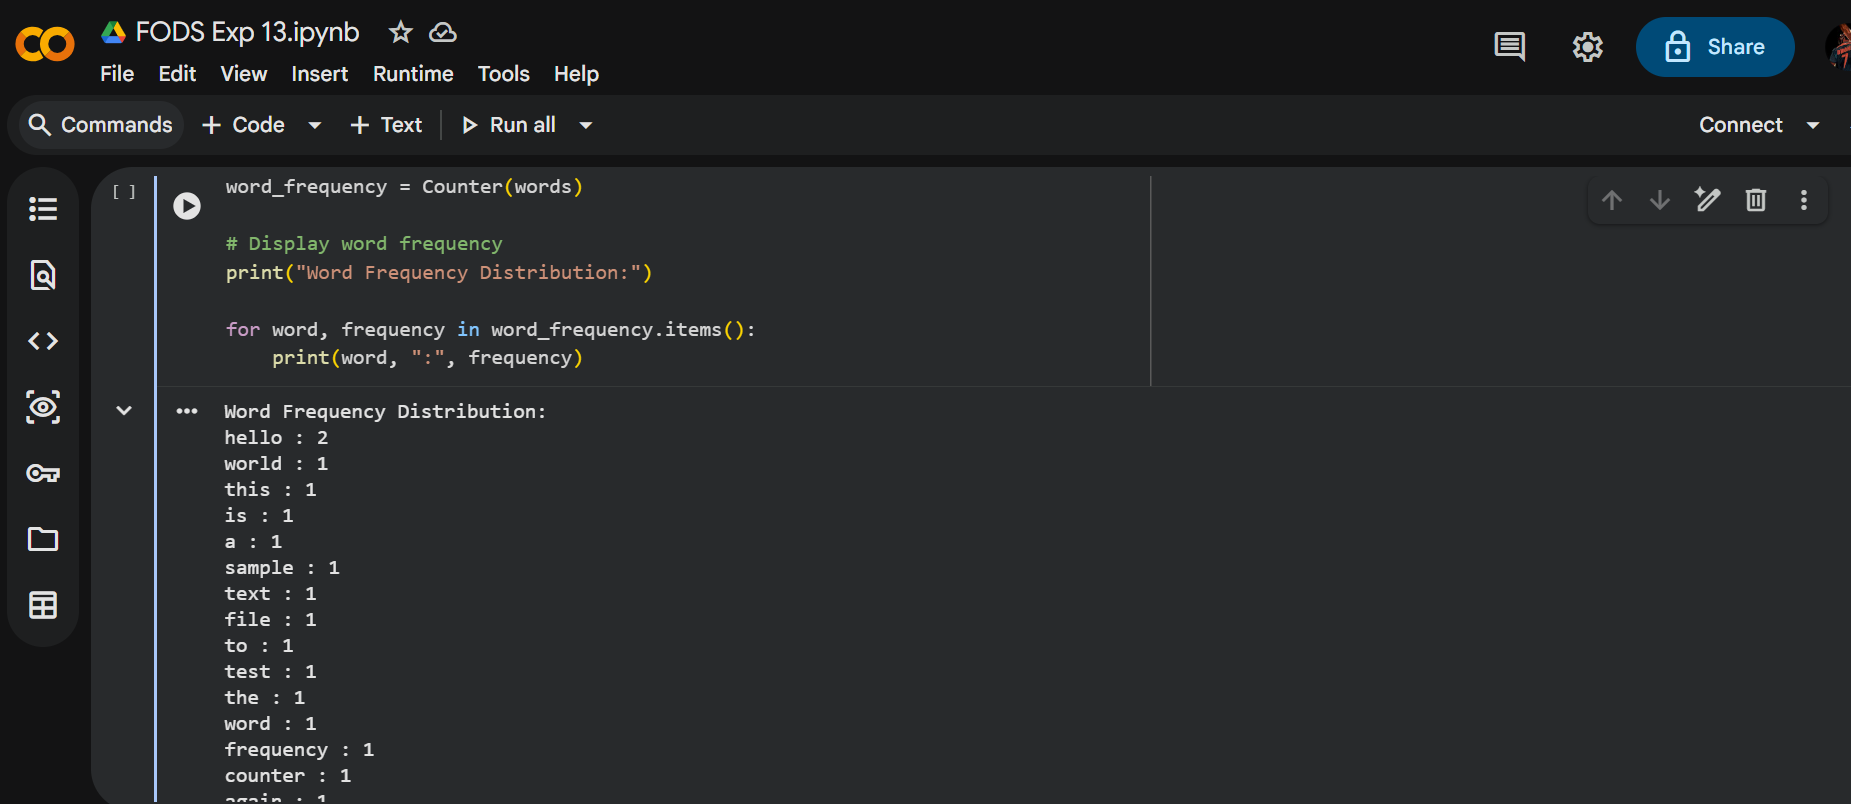 FODS Exp 13.ipynb
File Edit View Insert Runtime Tools Help
Share
Commands + Code + Text Run all
Connect
[ ]
word_frequency = Counter(words)
# Display word frequency
print("Word Frequency Distribution:")
for word, frequency in word_frequency.items():
    print(word, ":", frequency)
Word Frequency Distribution:
hello : 2
world : 1
this : 1
is : 1
a : 1
sample : 1
text : 1
file : 1
to : 1
test : 1
the : 1
word : 1
frequency : 1
counter : 1
again : 1